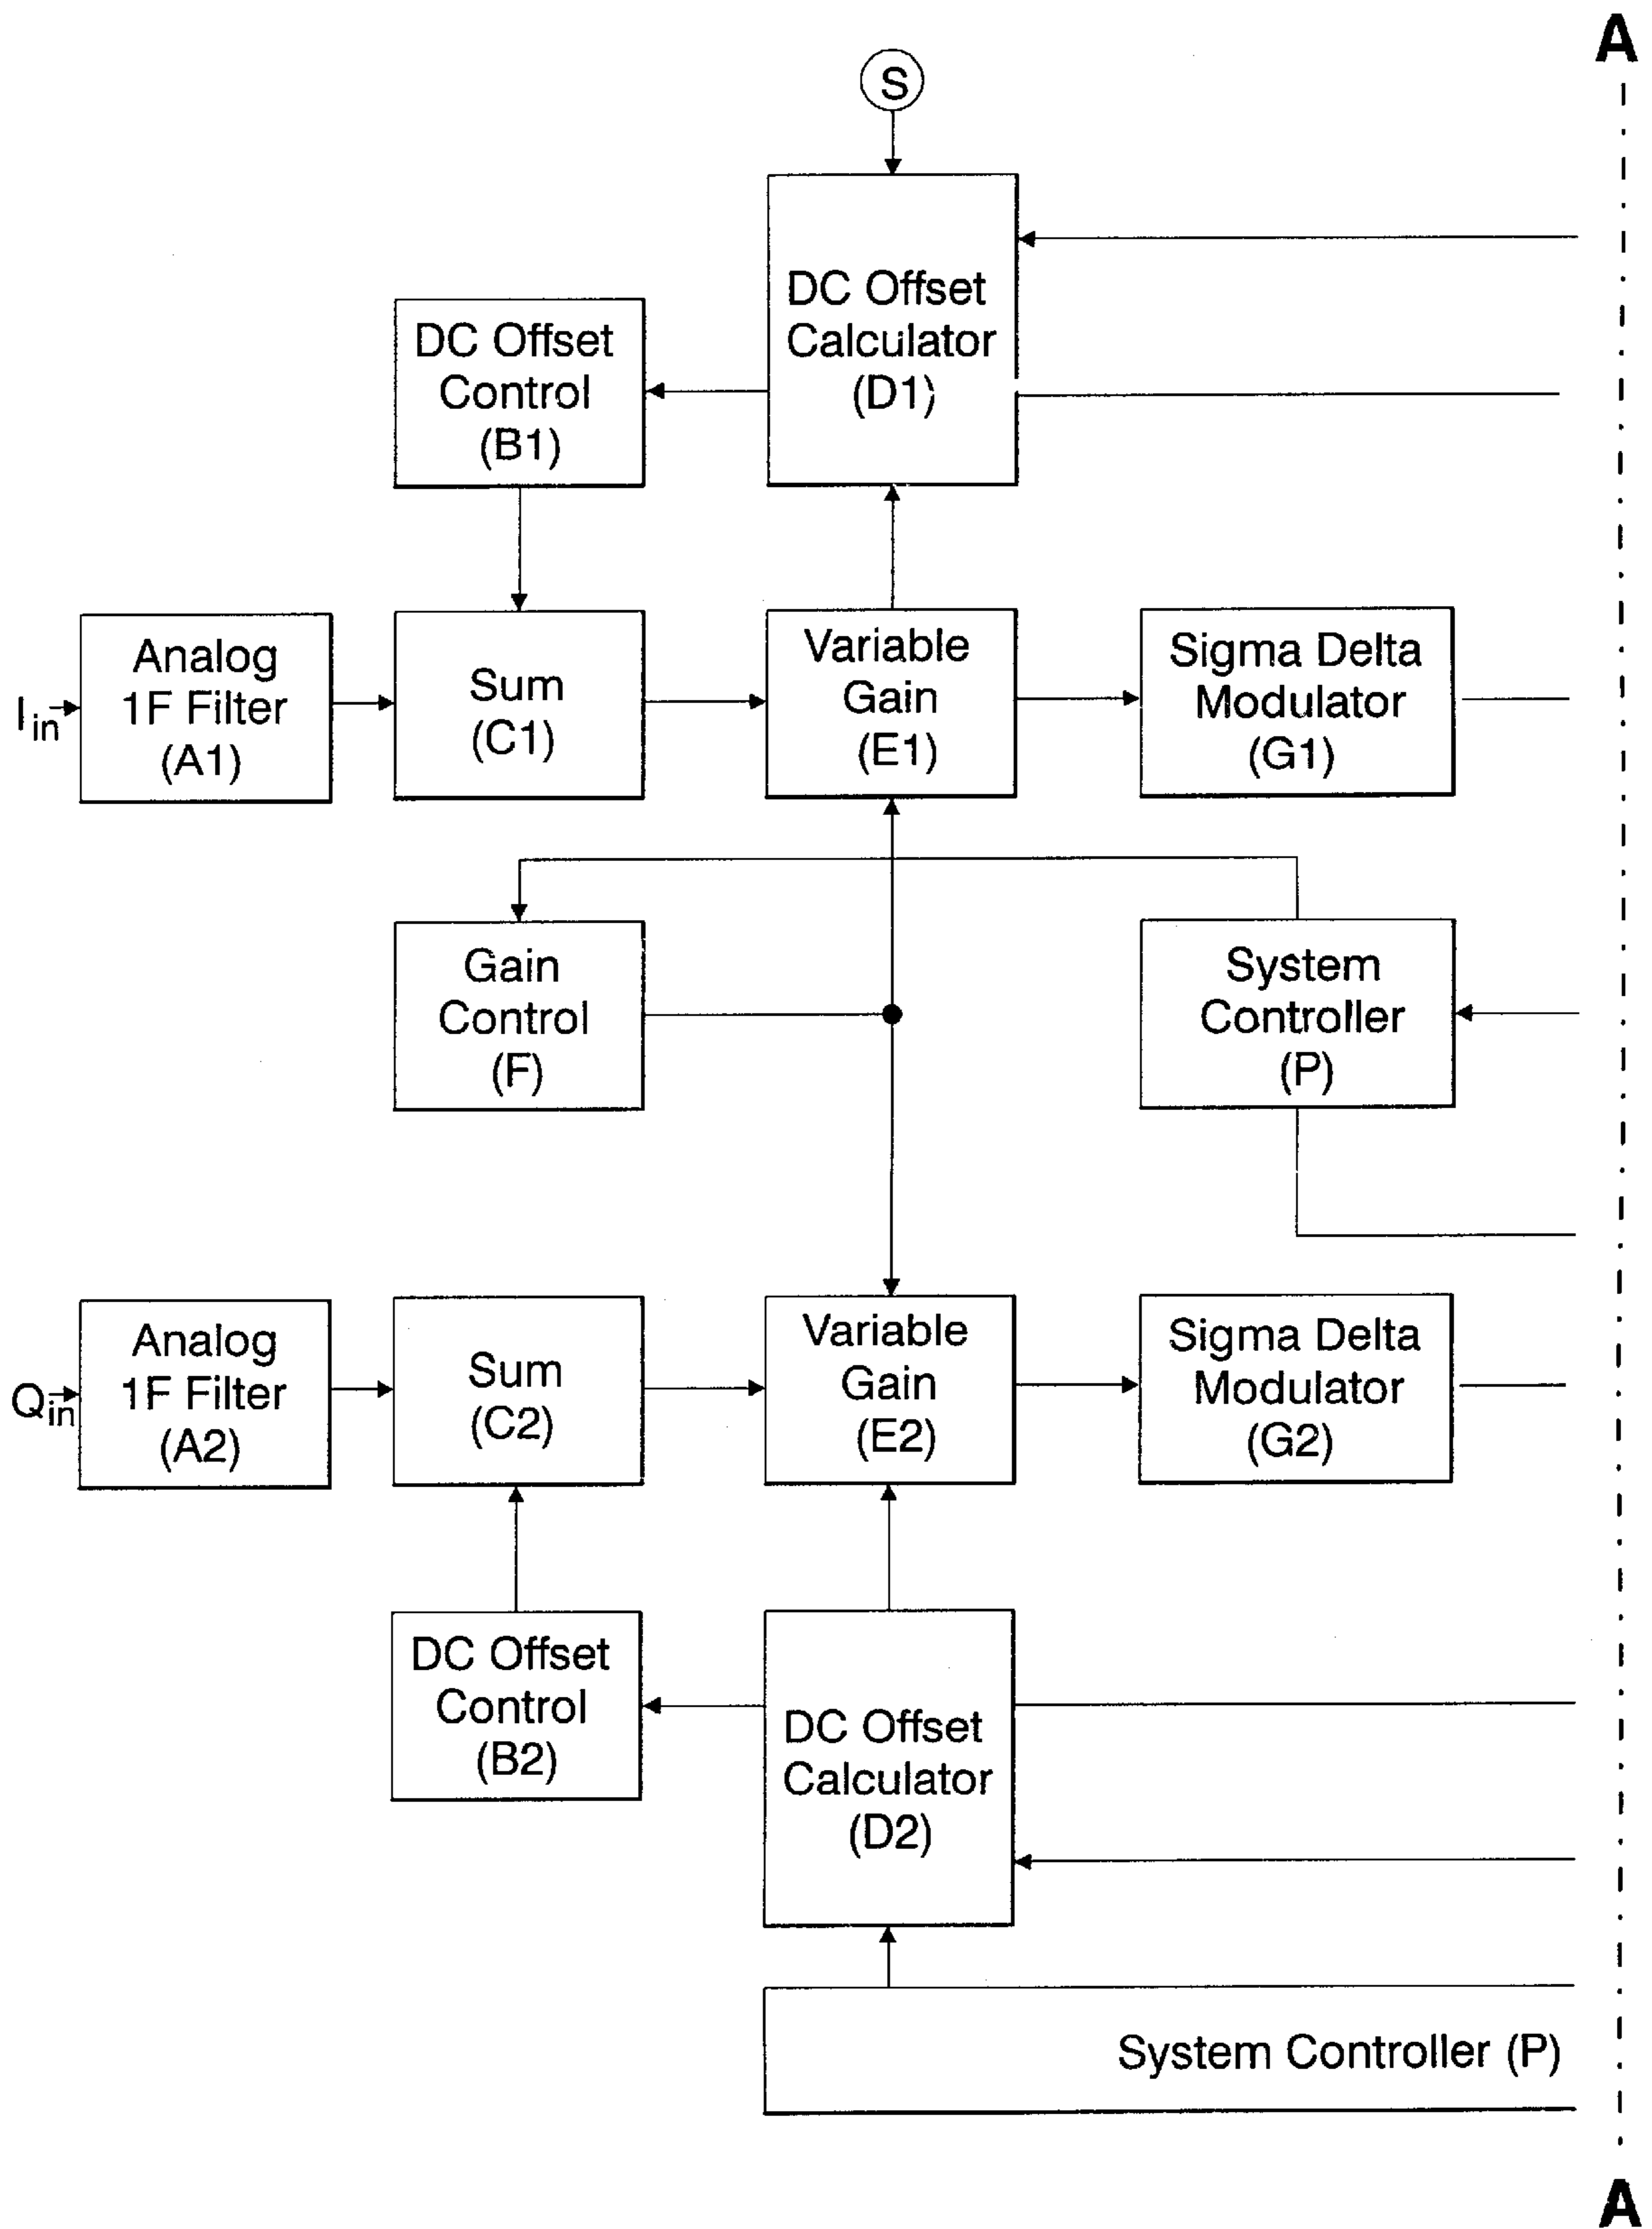 A
S
DC Offset
Calculator
(D1)
DC Offset
Control
(B1)
Analog
1F Filter
(A1)
Iin
Sum
(C1)
Variable
Gain
(E1)
Sigma Delta
Modulator
(G1)
Gain
Control
(F)
System
Controller
(P)
Analog
1F Filter
(A2)
Qin
Sum
(C2)
Variable
Gain
(E2)
Sigma Delta
Modulator
(G2)
DC Offset
Control
(B2)
DC Offset
Calculator
(D2)
System Controller (P)
A